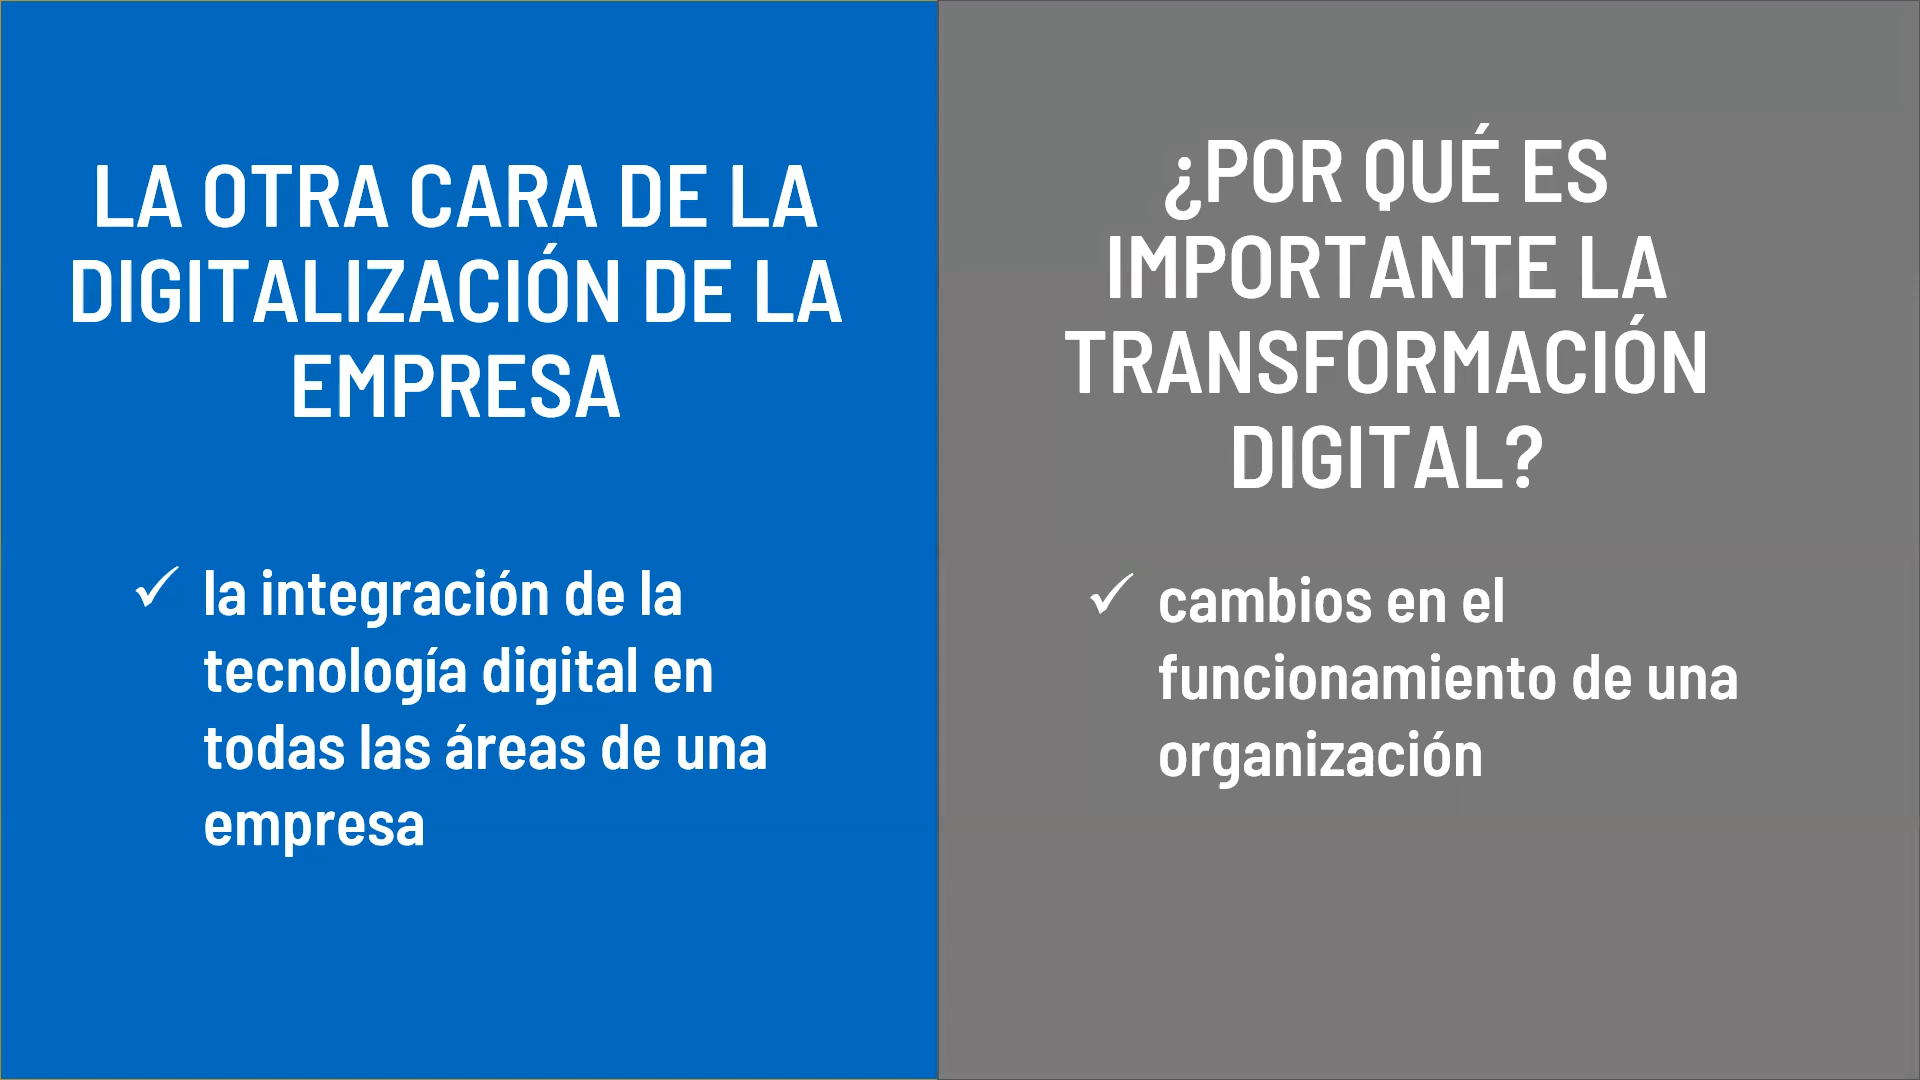 LA OTRA CARA DE LA
DIGITALIZACIÓN DE LA
EMPRESA
✓ la integración de la
tecnología digital en
todas las áreas de una
empresa
¿POR QUÉ ES
IMPORTANTE LA
TRANSFORMACIÓN
DIGITAL?
✓ cambios en el
funcionamiento de una
organización